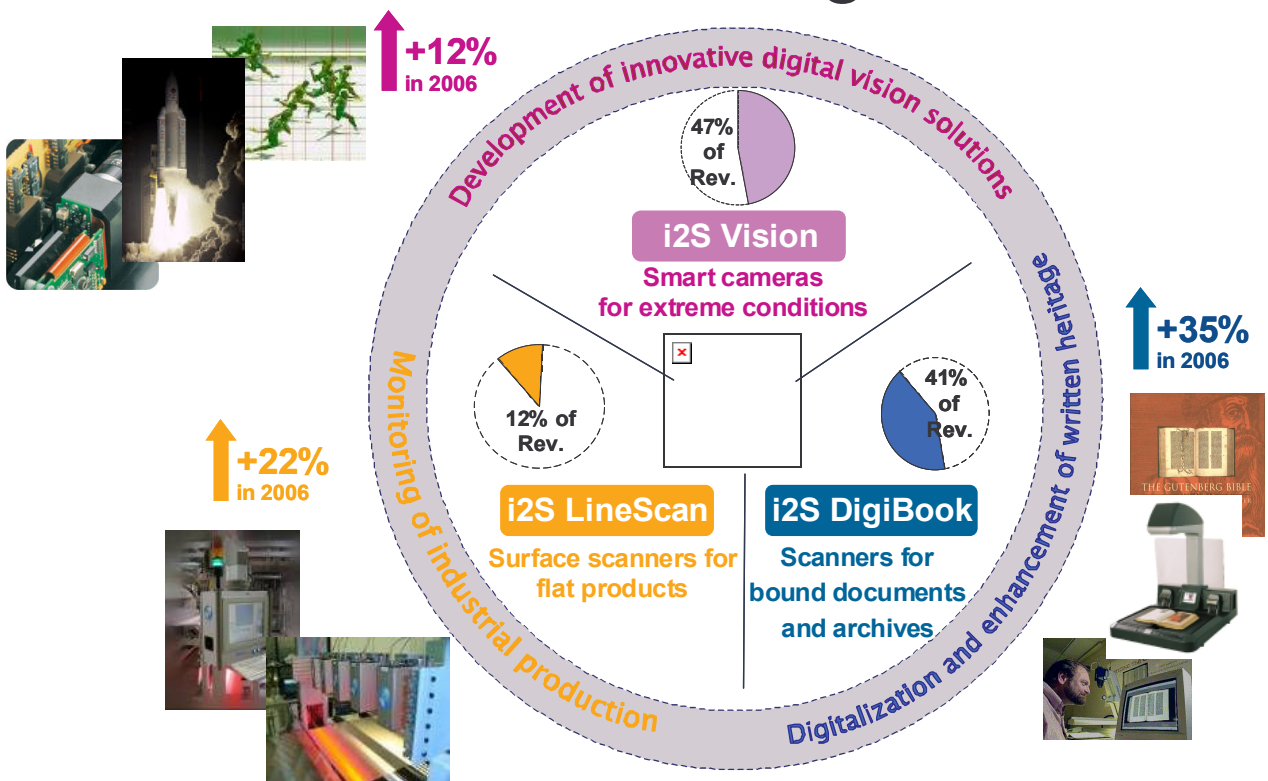 +12%
in 2006
Development of innovative digital vision solutions
47%
of
Rev.
i2S Vision
Smart cameras
for extreme conditions
Digitalization and enhancement of written heritage
+35%
in 2006
41%
of
Rev.
12% of
Rev.
Monitoring of industrial production
+22%
in 2006
i2S LineScan
Surface scanners for
flat products
i2S DigiBook
Scanners for
bound documents
and archives
THE GUTENBERG BIBLE